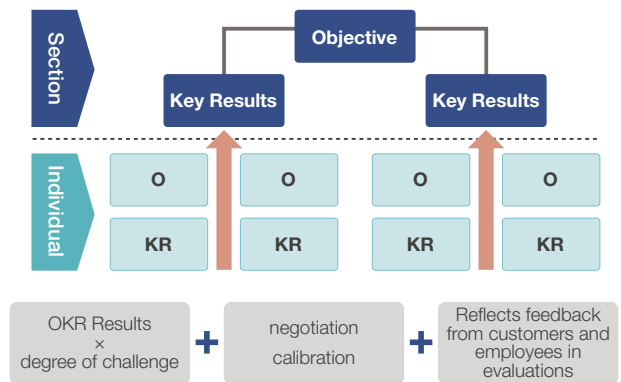 Section
Objective
Key Results
Key Results
Individual
O
O
O
O
KR
KR
KR
KR
OKR Results
×
degree of challenge
+
negotiation
calibration
+
Reflects feedback
from customers and
employees in
evaluations